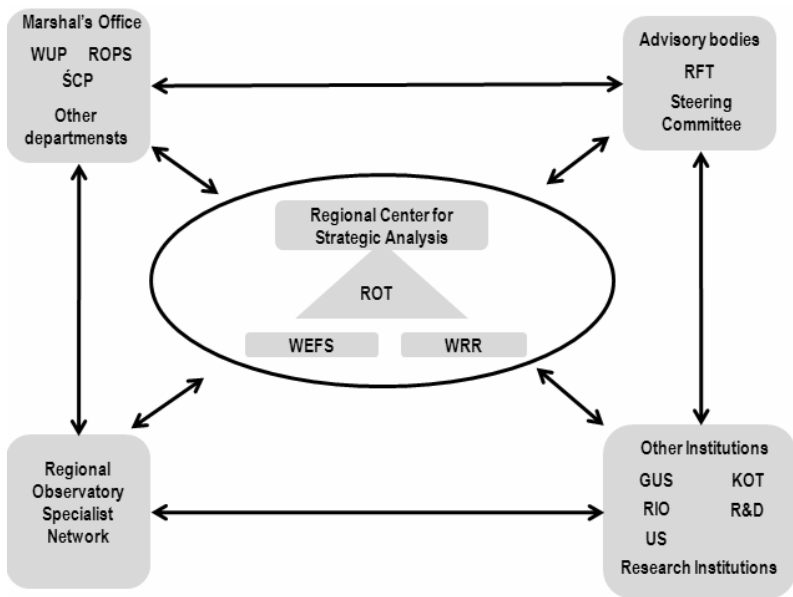 Marshal's Office
WUP ROPS
ŚCP
Other
departmensts
Advisory bodies
RFT
Steering
Committee
Regional Center for
Strategic Analysis
ROT
WEFS WRR
Regional
Observatory
Specialist
Network
Other Institutions
GUS KOT
RIO R&D
US
Research Institutions